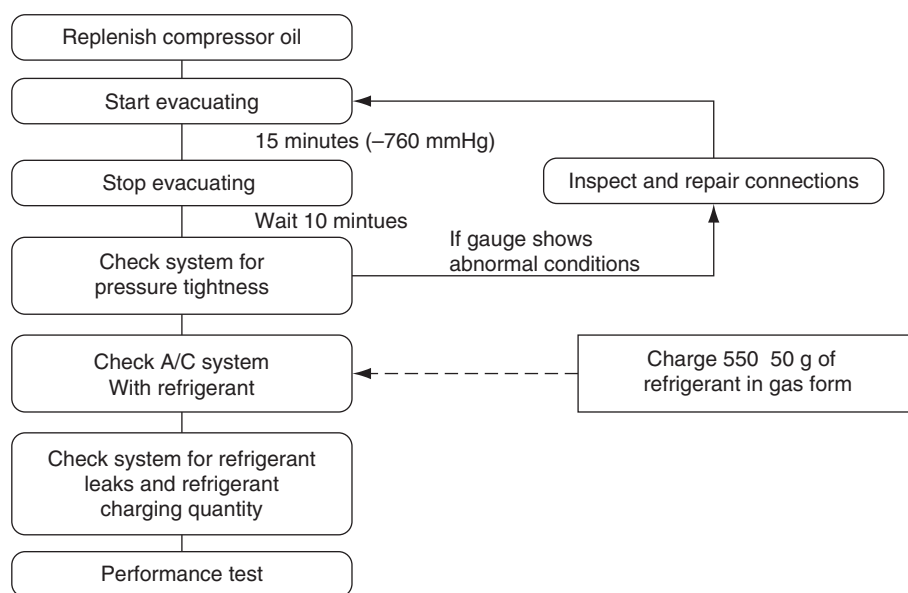 Replenish compressor oil
Start evacuating
15 minutes (–760 mmHg)
Stop evacuating
Inspect and repair connections
Wait 10 mintues
If gauge shows
abnormal conditions
Check system for
pressure tightness
Check A/C system
With refrigerant
Charge 550 50 g of
refrigerant in gas form
Check system for refrigerant
leaks and refrigerant
charging quantity
Performance test